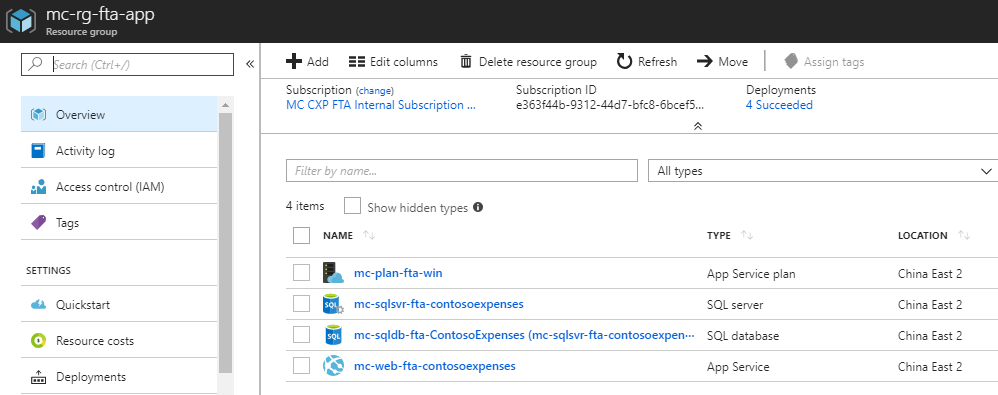 mc-rg-fta-app
Resource group
Search (Ctrl+/)
Overview
Activity log
Access control (IAM)
Tags
SETTINGS
Quickstart
Resource costs
Deployments
Add Edit columns Delete resource group Refresh Move Assign tags
Subscription (change) Subscription ID Deployments
MC CXP FTA Internal Subscription ... e363f44b-9312-44d7-bfc8-6bcef5... 4 Succeeded
Filter by name... All types
4 items Show hidden types
NAME TYPE LOCATION
mc-plan-fta-win App Service plan China East 2
SQL mc-sqlsvr-fta-contosoexpenses SQL server China East 2
SQL mc-sqldb-fta-ContosoExpenses (mc-sqlsvr-fta-contosoexpen··· SQL database China East 2
mc-web-fta-contosoexpenses App Service China East 2